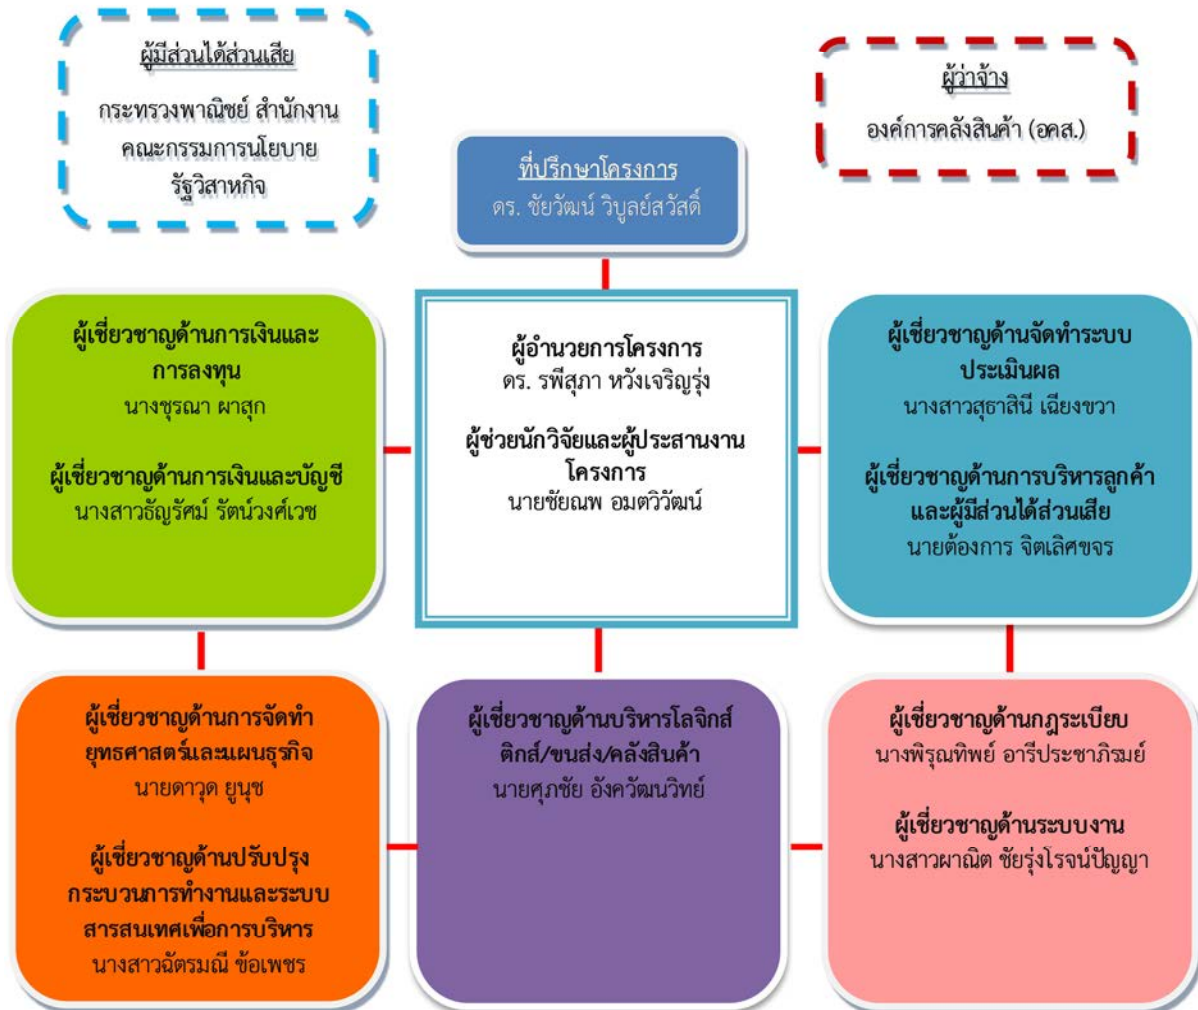 ผู้มีส่วนได้ส่วนเสีย
กระทรวงพาณิชย์ สำนักงาน
คณะกรรมการนโยบาย
รัฐวิสาหกิจ
ผู้ว่าจ้าง
องค์การคลังสินค้า (อคส.)
ที่ปรึกษาโครงการ
ดร. ชัยวัฒน์ วิบูลย์สวัสดิ์
ผู้เชี่ยวชาญด้านการเงินและ
การลงทุน
นางชุรณา ผาสุก
ผู้เชี่ยวชาญด้านการเงินและบัญชี
นางสาวธัญรัศม์ รัตน์วงศ์เวช
ผู้อำนวยการโครงการ
ดร. รพีสุภา หวังเจริญรุ่ง
ผู้ช่วยนักวิจัยและผู้ประสานงาน
โครงการ
นายชัยณพ อมตวิวัฒน์
ผู้เชี่ยวชาญด้านจัดทำระบบ
ประเมินผล
นางสาวสุธาสินี เฉียงขวา
ผู้เชี่ยวชาญด้านการบริหารลูกค้า
และผู้มีส่วนได้ส่วนเสีย
นายต้องการ จิตเลิศขจร
ผู้เชี่ยวชาญด้านการจัดทำ
ยุทธศาสตร์และแผนธุรกิจ
นายดาวุด ยูนุช
ผู้เชี่ยวชาญด้านปรับปรุง
กระบวนการทำงานและระบบ
สารสนเทศเพื่อการบริหาร
นางสาวฉัตรมณี ข้อเพชร
ผู้เชี่ยวชาญด้านบริหารโลจิกส์
ติกส์/ขนส่ง/คลังสินค้า
นายศุภชัย อังควัฒนวิทย์
ผู้เชี่ยวชาญด้านกฎระเบียบ
นางพิรุณทิพย์ อารีประชาภิรมย์
ผู้เชี่ยวชาญด้านระบบงาน
นางสาวผาณิต ชัยรุ่งโรจน์ปัญญา